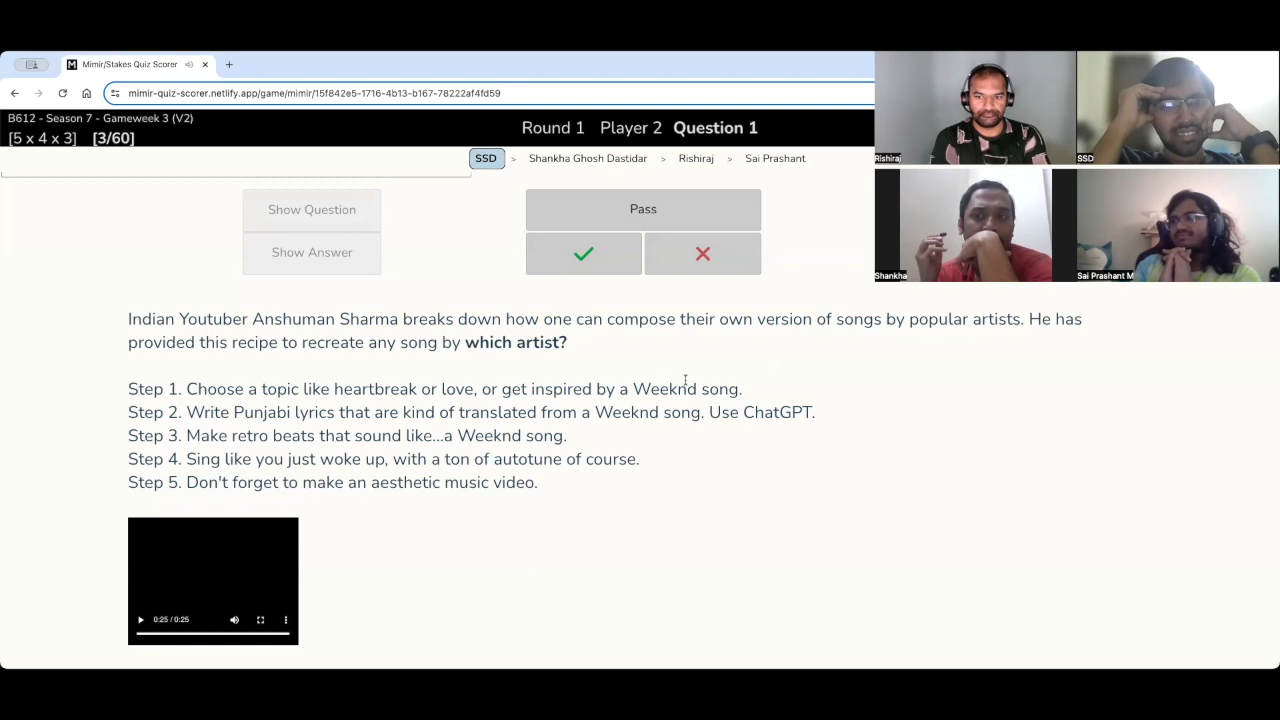 Mimir/Stakes Quiz Scorer
mimir-quiz-scorer.netlify.app/game/mimir/15f842e5-1716-4b13-b167-78222af4fd59
B612 - Season 7 - Gameweek 3 (V2)
[5 x 4 x 3] [3/60]
Round 1 Player 2 Question 1
SSD > Shankha Ghosh Dastidar > Rishiraj > Sai Prashant
Rishiraj
SSD
Show Question
Pass
Show Answer
Shankha
Sai Prashant M
Indian Youtuber Anshuman Sharma breaks down how one can compose their own version of songs by popular artists. He has
provided this recipe to recreate any song by which artist?
Step 1. Choose a topic like heartbreak or love, or get inspired by a Weeknd song.
Step 2. Write Punjabi lyrics that are kind of translated from a Weeknd song. Use ChatGPT.
Step 3. Make retro beats that sound like...a Weeknd song.
Step 4. Sing like you just woke up, with a ton of autotune of course.
Step 5. Don't forget to make an aesthetic music video.
0:25 / 0:25